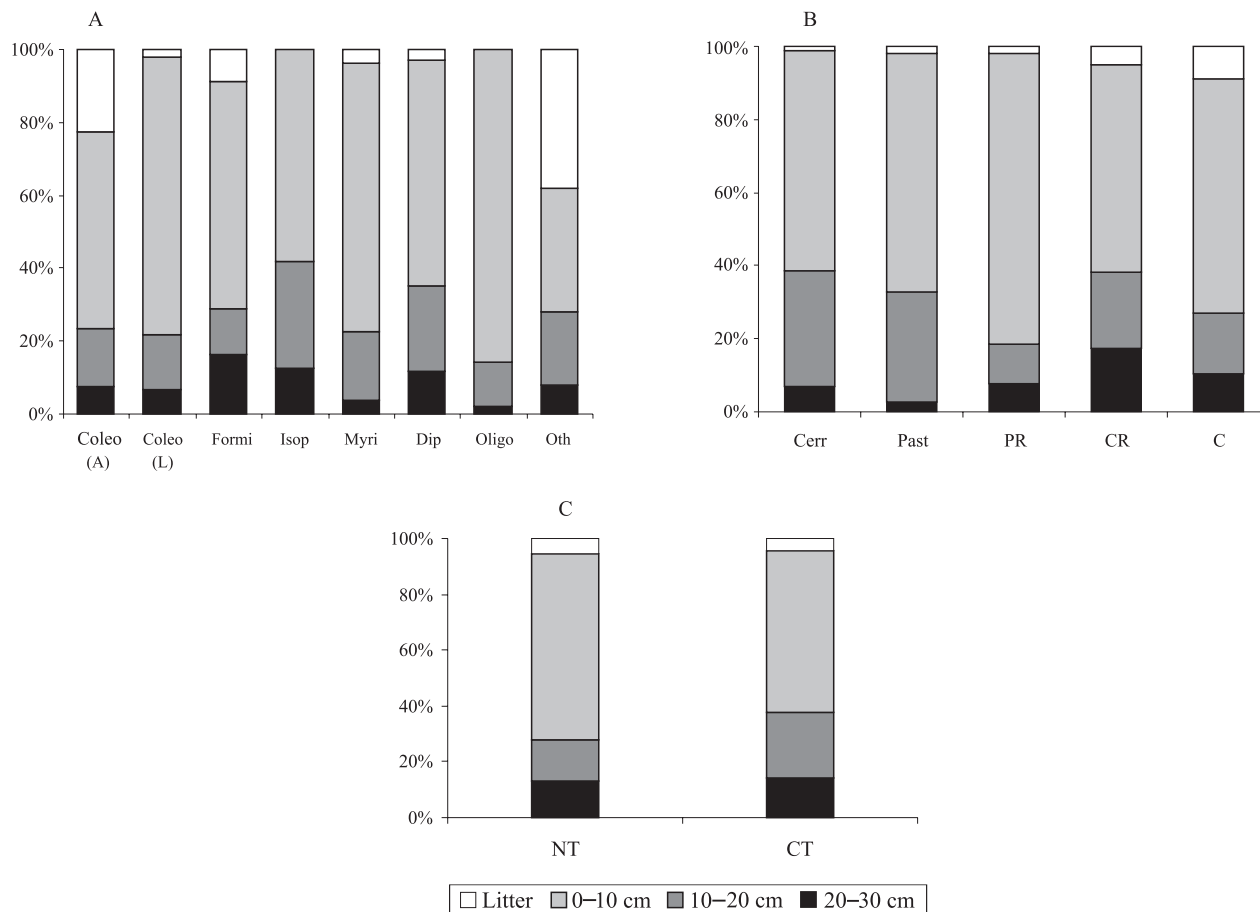 A
100%
80%
60%
40%
20%
0%
Coleo (A)
Coleo (L)
Formi
Isop
Myri
Dip
Oligo
Oth
B
100%
80%
60%
40%
20%
0%
Cerr
Past
PR
CR
C
C
100%
80%
60%
40%
20%
0%
NT
CT
Litter 0–10 cm 10–20 cm 20–30 cm